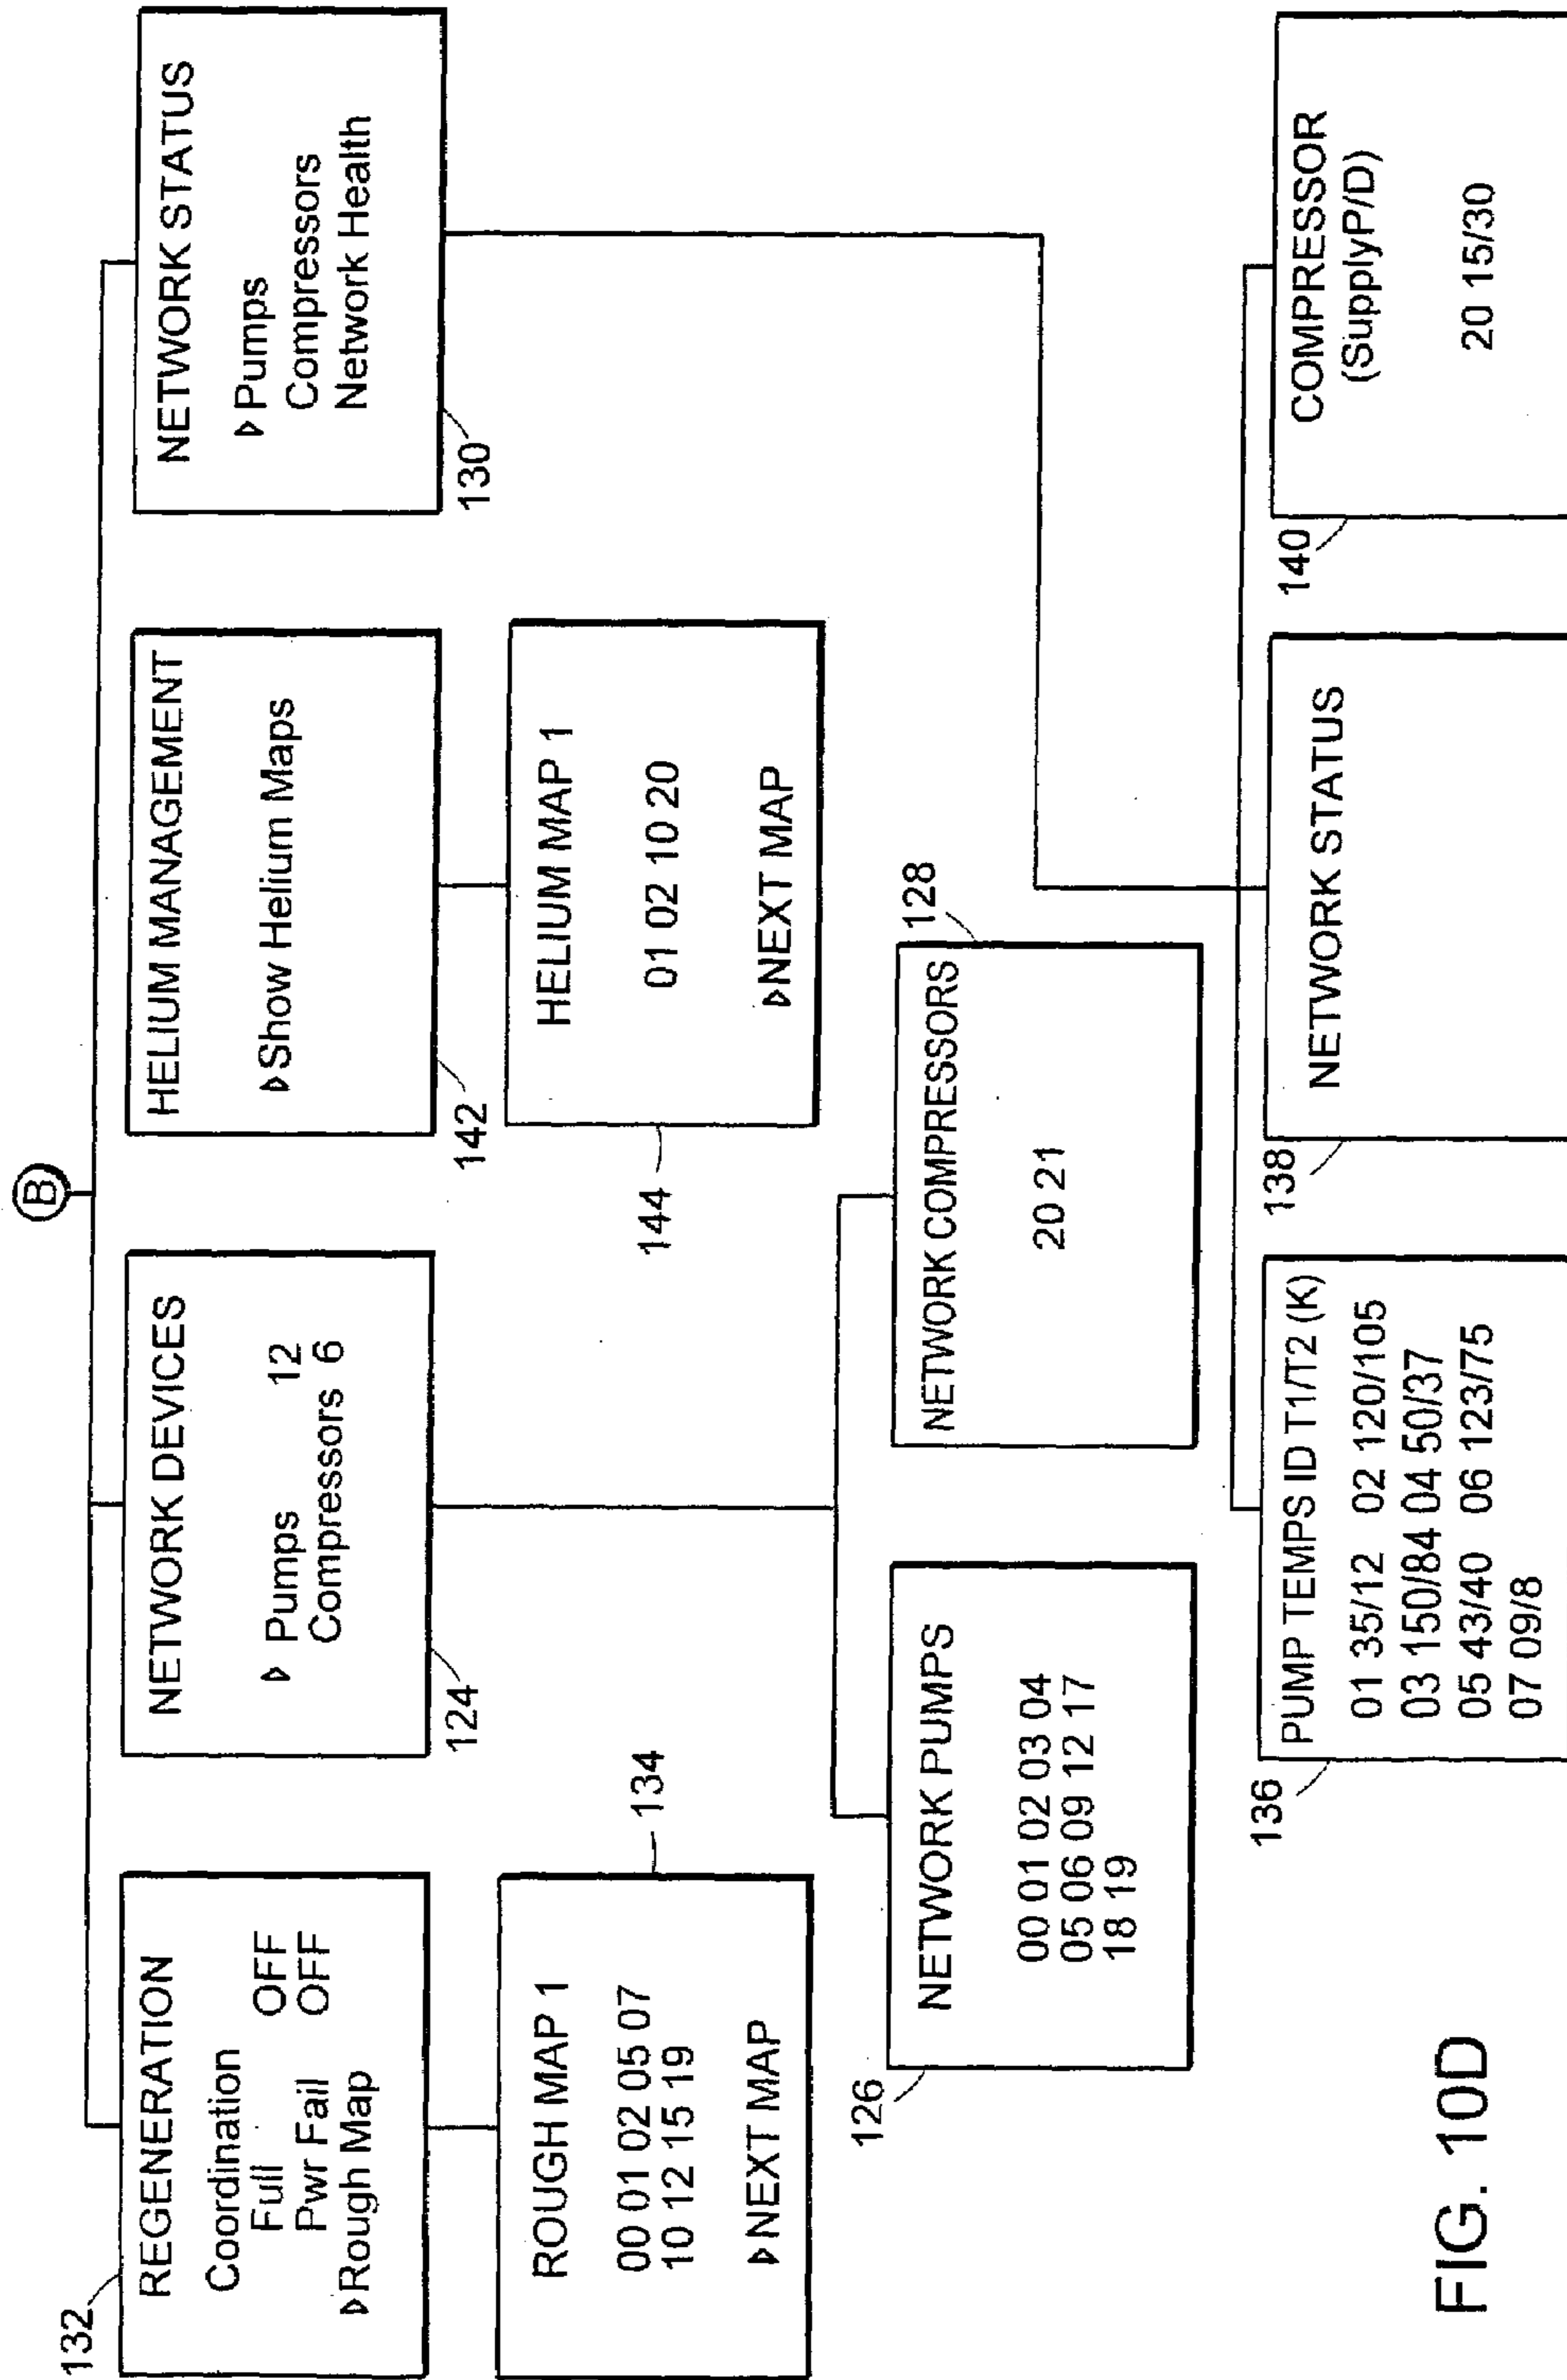 B
132
REGENERATION
Coordination
Full OFF
Pwr Fail OFF
▹Rough Map
NETWORK DEVICES
▹ Pumps 12
Compressors 6
124
HELIUM MANAGEMENT
▹Show Helium Maps
142
NETWORK STATUS
▹Pumps
Compressors
Network Health
130
ROUGH MAP 1
00 01 02 05 07
10 12 15 19
▹NEXT MAP
134
HELIUM MAP 1
01 02 10 20
▹NEXT MAP
144
NETWORK PUMPS
00 01 02 03 04
05 06 09 12 17
18 19
126
NETWORK COMPRESSORS
20 21
128
136
PUMP TEMPS ID T1/T2 (K)
01 35/12 02 120/105
03 150/84 04 50/37
05 43/40 06 123/75
07 09/8
138
NETWORK STATUS
140
COMPRESSOR
(SupplyP/D)
20 15/30
FIG. 10D